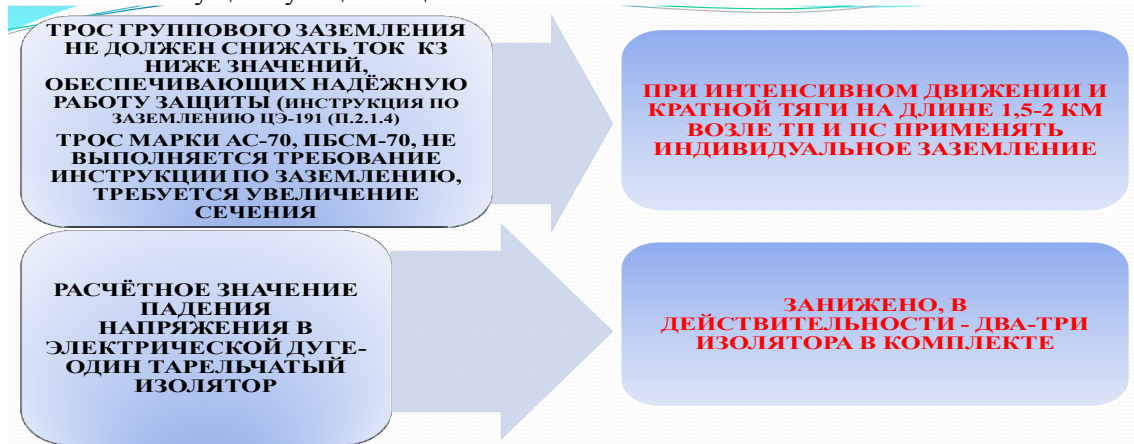 ТРОС ГРУППОВОГО ЗАЗЕМЛЕНИЯ
НЕ ДОЛЖЕН СНИЖАТЬ ТОК КЗ
НИЖЕ ЗНАЧЕНИЙ,
ОБЕСПЕЧИВАЮЩИХ НАДЁЖНУЮ
РАБОТУ ЗАЩИТЫ (ИНСТРУКЦИЯ ПО
ЗАЗЕМЛЕНИЮ ЦЭ-191 (П.2.1.4)
ТРОС МАРКИ АС-70, ПБСМ-70, НЕ
ВЫПОЛНЯЕТСЯ ТРЕБОВАНИЕ
ИНСТРУКЦИИ ПО ЗАЗЕМЛЕНИЮ,
ТРЕБУЕТСЯ УВЕЛИЧЕНИЕ
СЕЧЕНИЯ
ПРИ ИНТЕНСИВНОМ ДВИЖЕНИИ И
КРАТНОЙ ТЯГИ НА ДЛИНЕ 1,5-2 КМ
ВОЗЛЕ ТП И ПС ПРИМЕНЯТЬ
ИНДИВИДУАЛЬНОЕ ЗАЗЕМЛЕНИЕ
РАСЧЁТНОЕ ЗНАЧЕНИЕ
ПАДЕНИЯ
НАПРЯЖЕНИЯ В
ЭЛЕКТРИЧЕСКОЙ ДУГЕ-
ОДИН ТАРЕЛЬЧАТЫЙ
ИЗОЛЯТОР
ЗАНИЖЕНО, В
ДЕЙСТВИТЕЛЬНОСТИ - ДВА-ТРИ
ИЗОЛЯТОРА В КОМПЛЕКТЕ